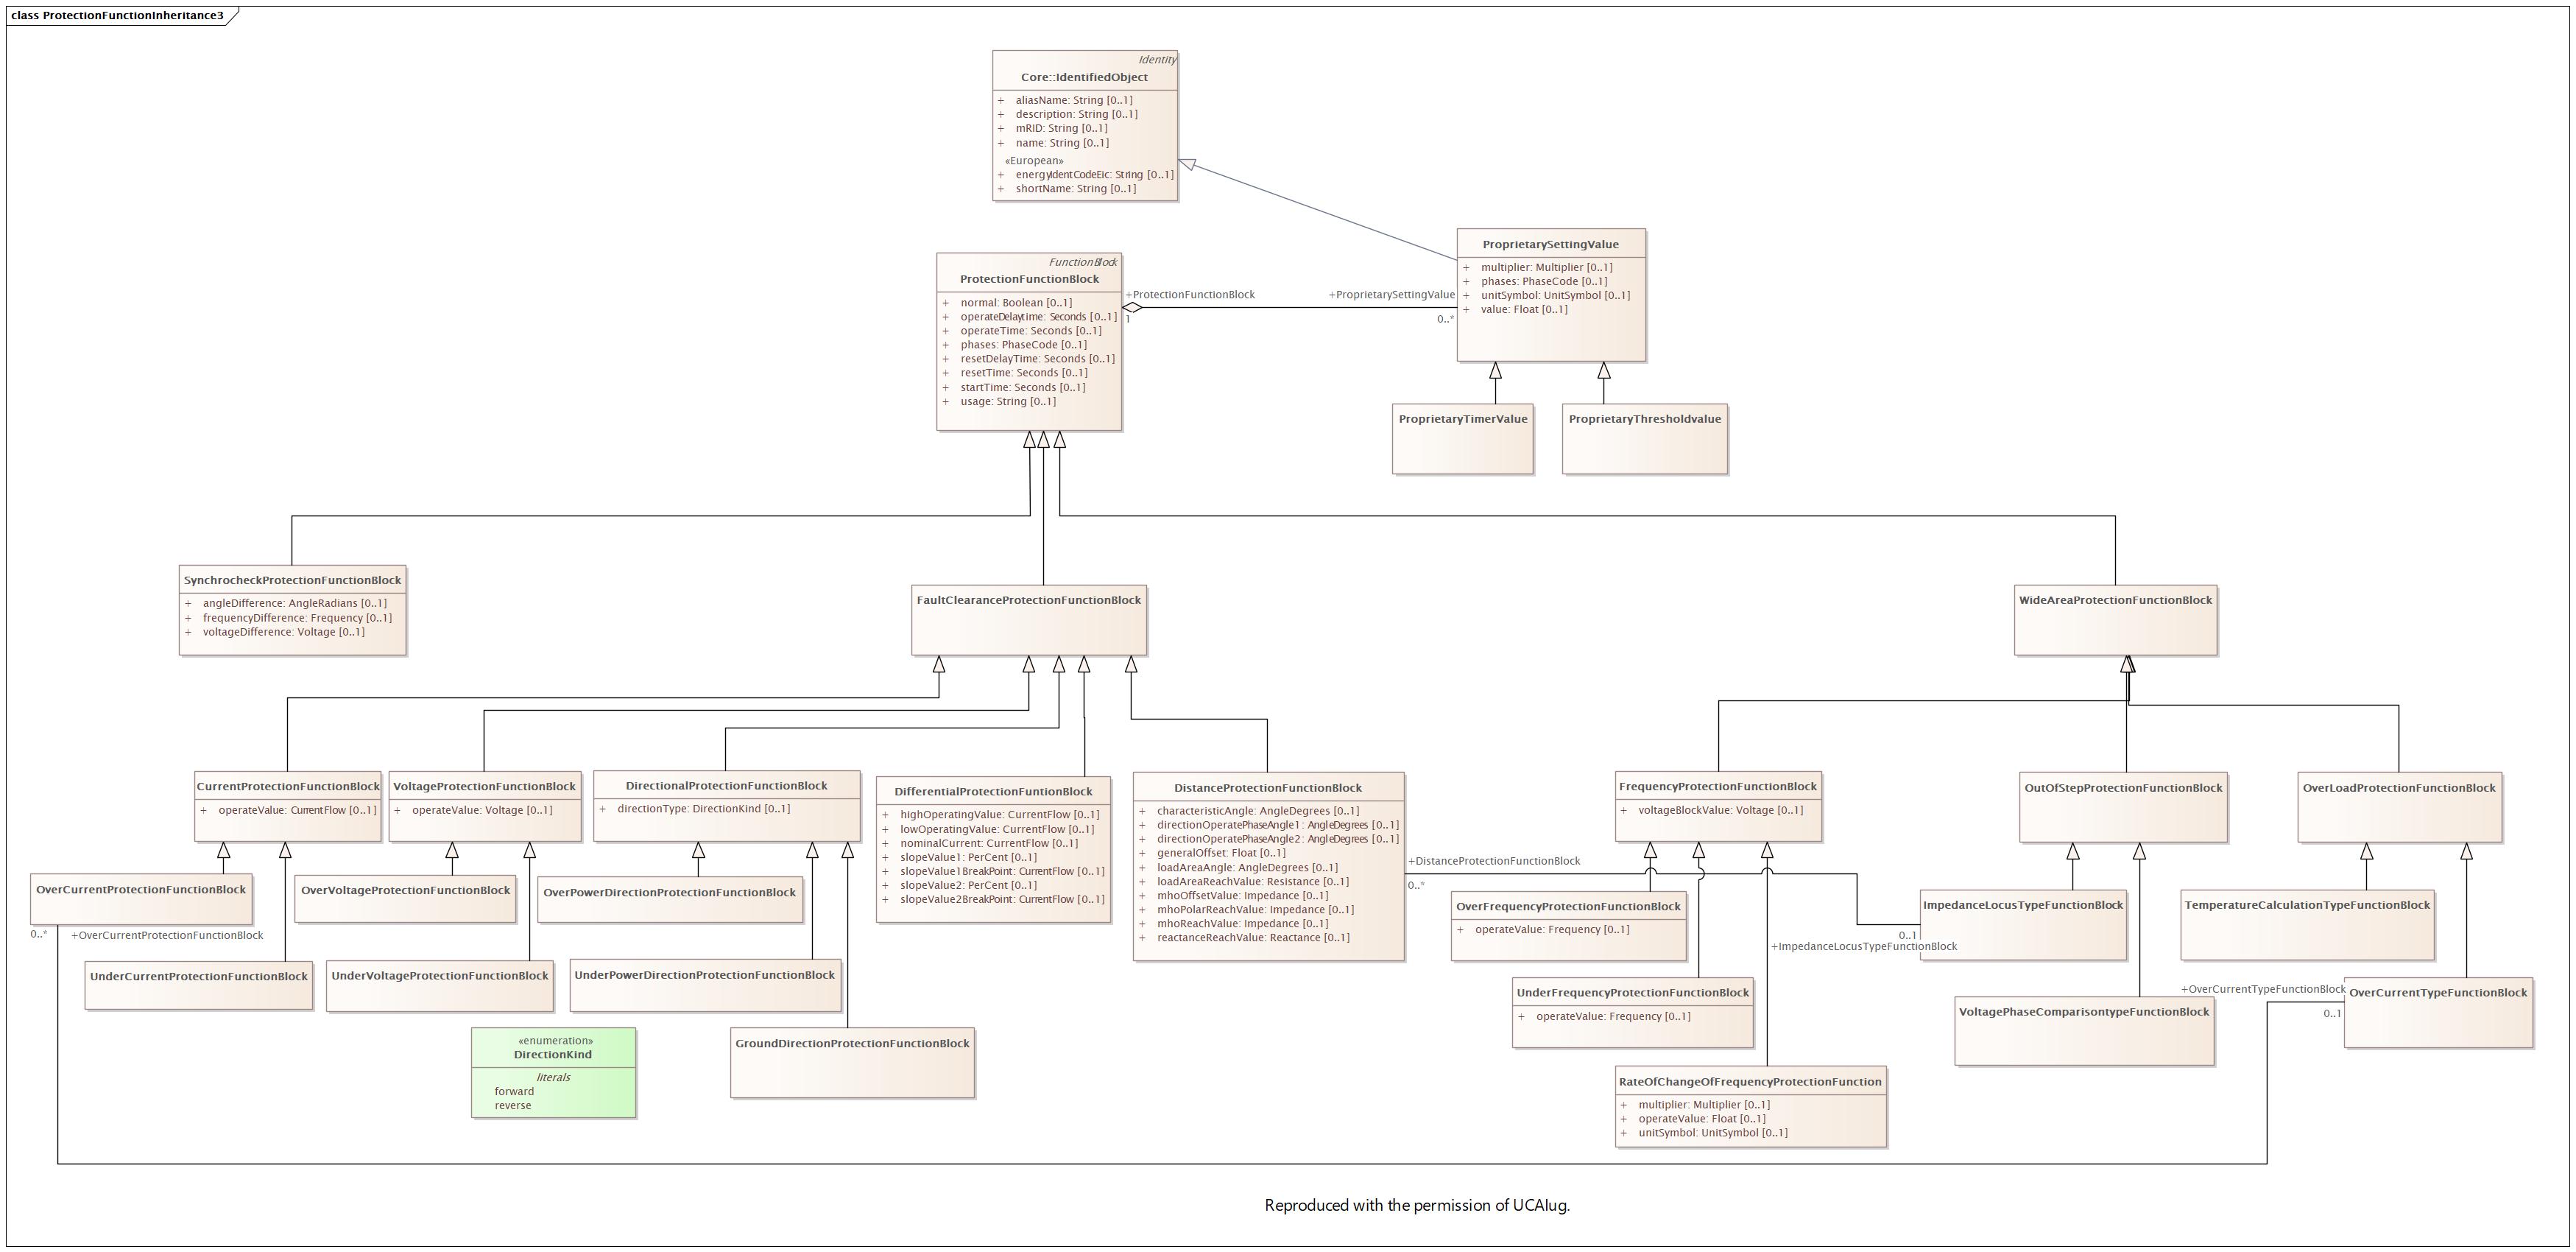 class ProtectionFunctionInheritance3
Identity
Core::IdentifiedObject
+ aliasName: String [0..1]
+ description: String [0..1]
+ mRID: String [0..1]
+ name: String [0..1]
«European»
+ energyIdentCodeEic: String [0..1]
+ shortName: String [0..1]
ProprietarySettingValue
+ multiplier: Multiplier [0..1]
+ phases: PhaseCode [0..1]
+ unitSymbol: UnitSymbol [0..1]
+ value: Float [0..1]
FunctionBlock
ProtectionFunctionBlock
+ normal: Boolean [0..1]
+ operateDelaytime: Seconds [0..1]
+ operateTime: Seconds [0..1]
+ phases: PhaseCode [0..1]
+ resetDelayTime: Seconds [0..1]
+ resetTime: Seconds [0..1]
+ startTime: Seconds [0..1]
+ usage: String [0..1]
+ProtectionFunctionBlock
1
+ProprietarySettingValue
0..*
ProprietaryTimerValue
ProprietaryThresholdvalue
SynchrocheckProtectionFunctionBlock
+ angleDifference: AngleRadians [0..1]
+ frequencyDifference: Frequency [0..1]
+ voltageDifference: Voltage [0..1]
FaultClearanceProtectionFunctionBlock
WideAreaProtectionFunctionBlock
CurrentProtectionFunctionBlock
+ operateValue: CurrentFlow [0..1]
VoltageProtectionFunctionBlock
+ operateValue: Voltage [0..1]
DirectionalProtectionFunctionBlock
+ directionType: DirectionKind [0..1]
DifferentialProtectionFuntionBlock
+ highOperatingValue: CurrentFlow [0..1]
+ lowOperatingValue: CurrentFlow [0..1]
+ nominalCurrent: CurrentFlow [0..1]
+ slopeValue1: PerCent [0..1]
+ slopeValue1BreakPoint: CurrentFlow [0..1]
+ slopeValue2: PerCent [0..1]
+ slopeValue2BreakPoint: CurrentFlow [0..1]
DistanceProtectionFunctionBlock
+ characteristicAngle: AngleDegrees [0..1]
+ directionOperatePhaseAngle1: AngleDegrees [0..1]
+ directionOperatePhaseAngle2: AngleDegrees [0..1]
+ generalOffset: Float [0..1]
+ loadAreaAngle: AngleDegrees [0..1]
+ loadAreaReachValue: Resistance [0..1]
+ mhoOffsetValue: Impedance [0..1]
+ mhoPolarReachValue: Impedance [0..1]
+ mhoReachValue: Impedance [0..1]
+ reactanceReachValue: Reactance [0..1]
+DistanceProtectionFunctionBlock
0..*
FrequencyProtectionFunctionBlock
+ voltageBlockValue: Voltage [0..1]
OutOfStepProtectionFunctionBlock
OverLoadProtectionFunctionBlock
OverCurrentProtectionFunctionBlock
0..*
+OverCurrentProtectionFunctionBlock
OverVoltageProtectionFunctionBlock
OverPowerDirectionProtectionFunctionBlock
OverFrequencyProtectionFunctionBlock
+ operateValue: Frequency [0..1]
ImpedanceLocusTypeFunctionBlock
0..1
+ImpedanceLocusTypeFunctionBlock
TemperatureCalculationTypeFunctionBlock
UnderCurrentProtectionFunctionBlock
UnderVoltageProtectionFunctionBlock
UnderPowerDirectionProtectionFunctionBlock
UnderFrequencyProtectionFunctionBlock
+ operateValue: Frequency [0..1]
VoltagePhaseComparisontypeFunctionBlock
+OverCurrentTypeFunctionBlock
0..1
OverCurrentTypeFunctionBlock
«enumeration»
DirectionKind
literals
forward
reverse
GroundDirectionProtectionFunctionBlock
RateOfChangeOfFrequencyProtectionFunction
+ multiplier: Multiplier [0..1]
+ operateValue: Float [0..1]
+ unitSymbol: UnitSymbol [0..1]
Reproduced with the permission of UCAIug.